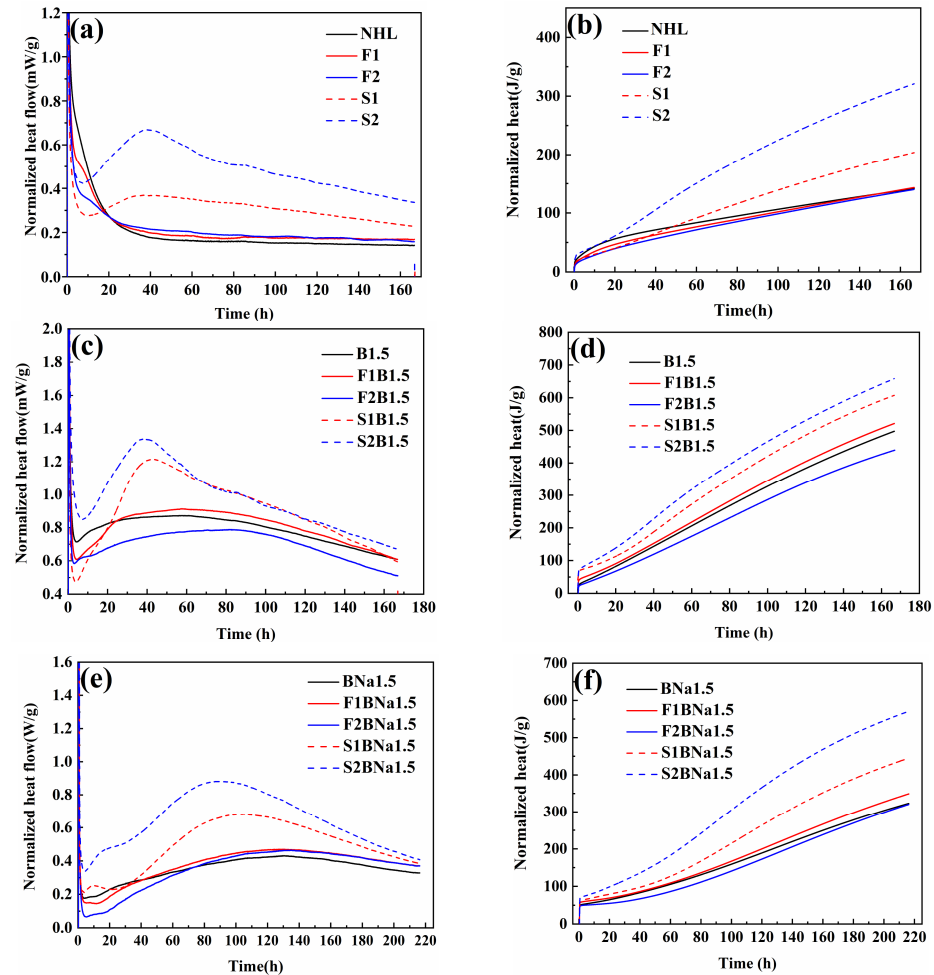 (a)
NHL
F1
F2
S1
S2
1.2
1.0
0.8
0.6
0.4
0.2
0.0
Normalized heat flow(mW/g)
0 20 40 60 80 100 120 140 160
Time (h)
(b)
NHL
F1
F2
S1
S2
400
300
200
100
0
Normalized heat(J/g)
0 20 40 60 80 100 120 140 160
Time(h)
(c)
B1.5
F1B1.5
F2B1.5
S1B1.5
S2B1.5
2.0
1.8
1.6
1.4
1.2
1.0
0.8
0.6
0.4
Normalized heat flow(mW/g)
0 20 40 60 80 100 120 140 160 180
Time (h)
(d)
B1.5
F1B1.5
F2B1.5
S1B1.5
S2B1.5
800
700
600
500
400
300
200
100
0
Normalized heat(J/g)
0 20 40 60 80 100 120 140 160 180
Time (h)
(e)
BNa1.5
F1BNa1.5
F2BNa1.5
S1BNa1.5
S2BNa1.5
1.6
1.4
1.2
1.0
0.8
0.6
0.4
0.2
0.0
Normalized heat flow(W/g)
0 20 40 60 80 100 120 140 160 180 200 220
Time(h)
(f)
BNa1.5
F1BNa1.5
F2BNa1.5
S1BNa1.5
S2BNa1.5
700
600
500
400
300
200
100
0
Normalized heat(J/g)
0 20 40 60 80 100 120 140 160 180 200 220
Time (h)